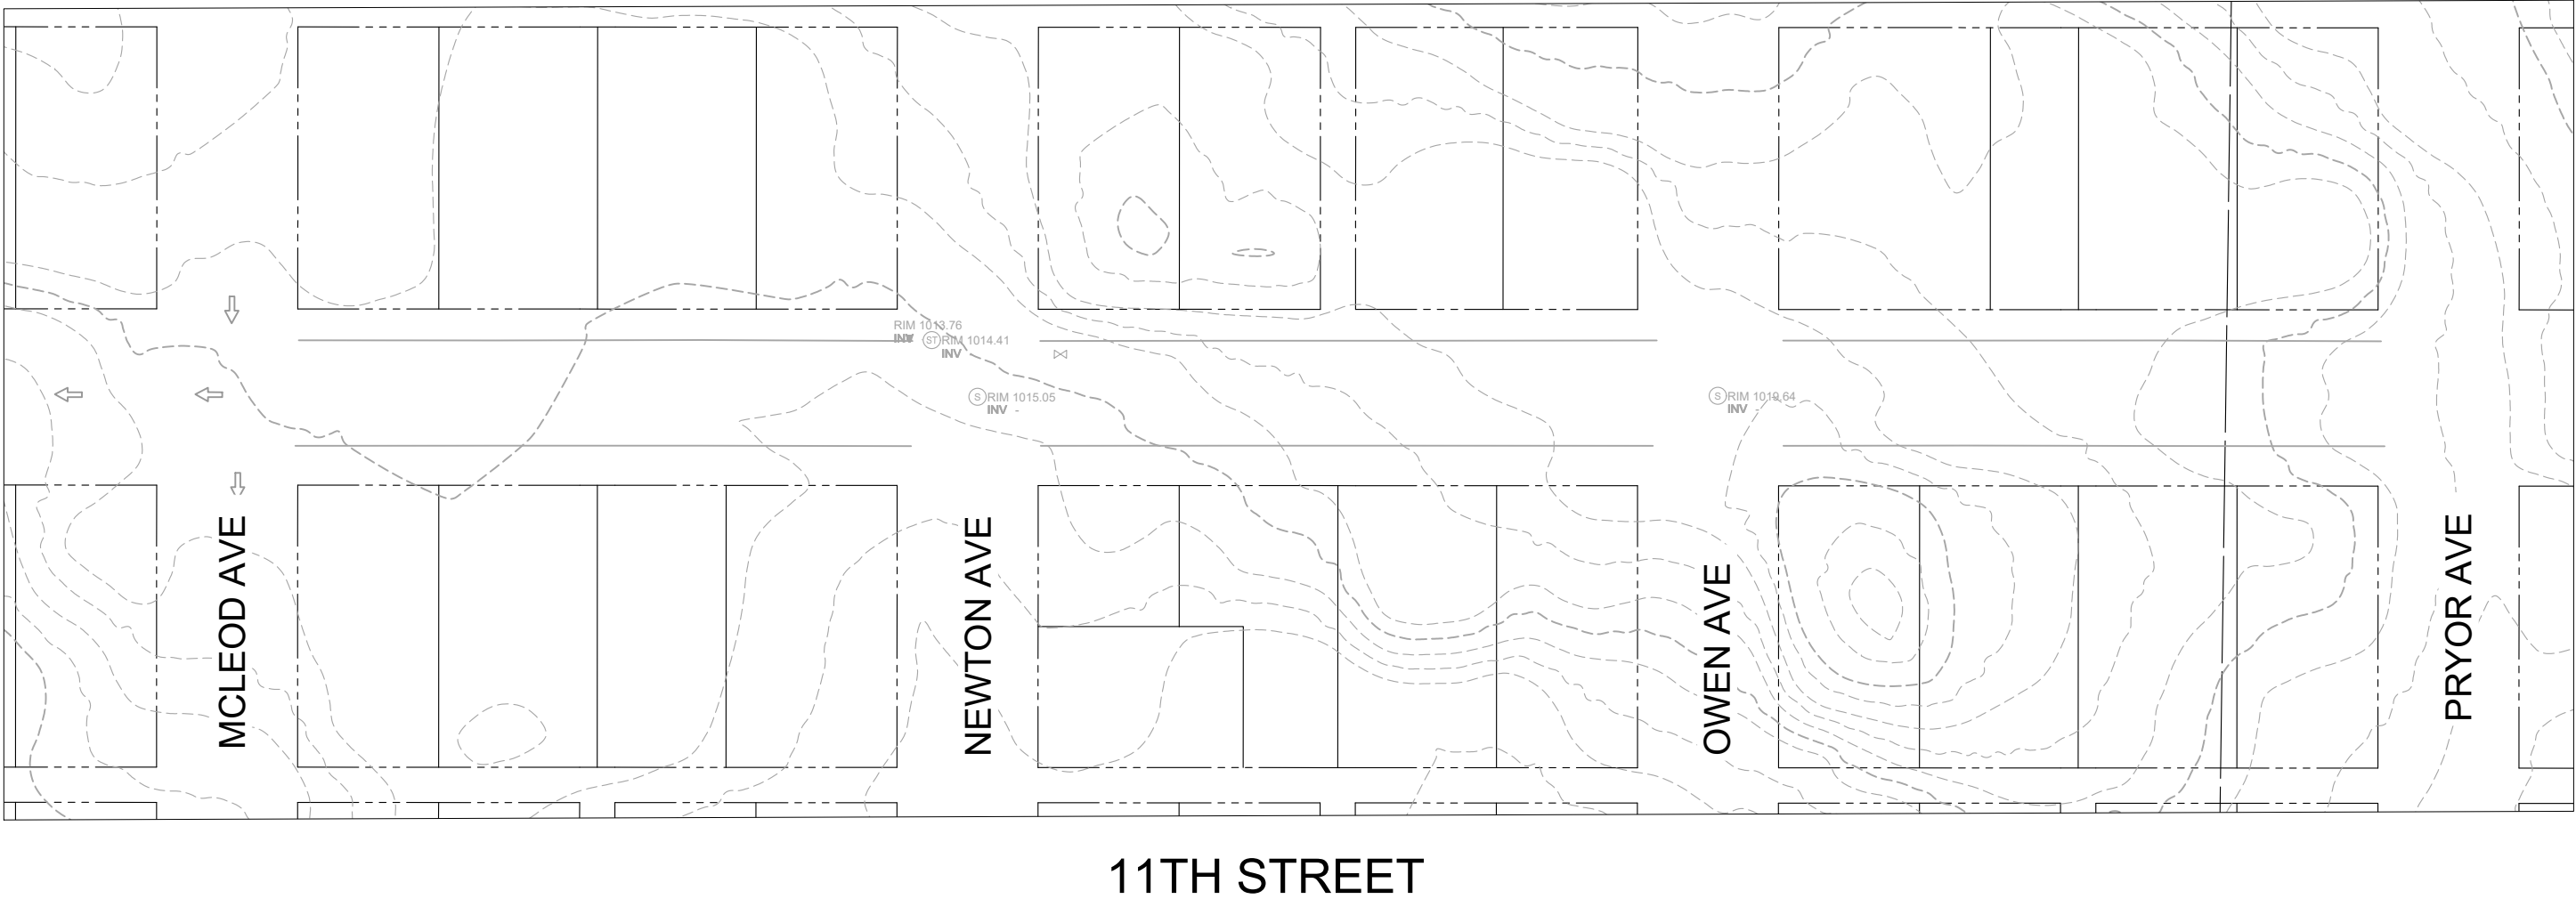 RIM 1013.76
INV
ST RIM 1014.41
INV
S RIM 1015.05
INV -
S RIM 1019.64
INV -
MCLEOD AVE
NEWTON AVE
OWEN AVE
PRYOR AVE
11TH STREET